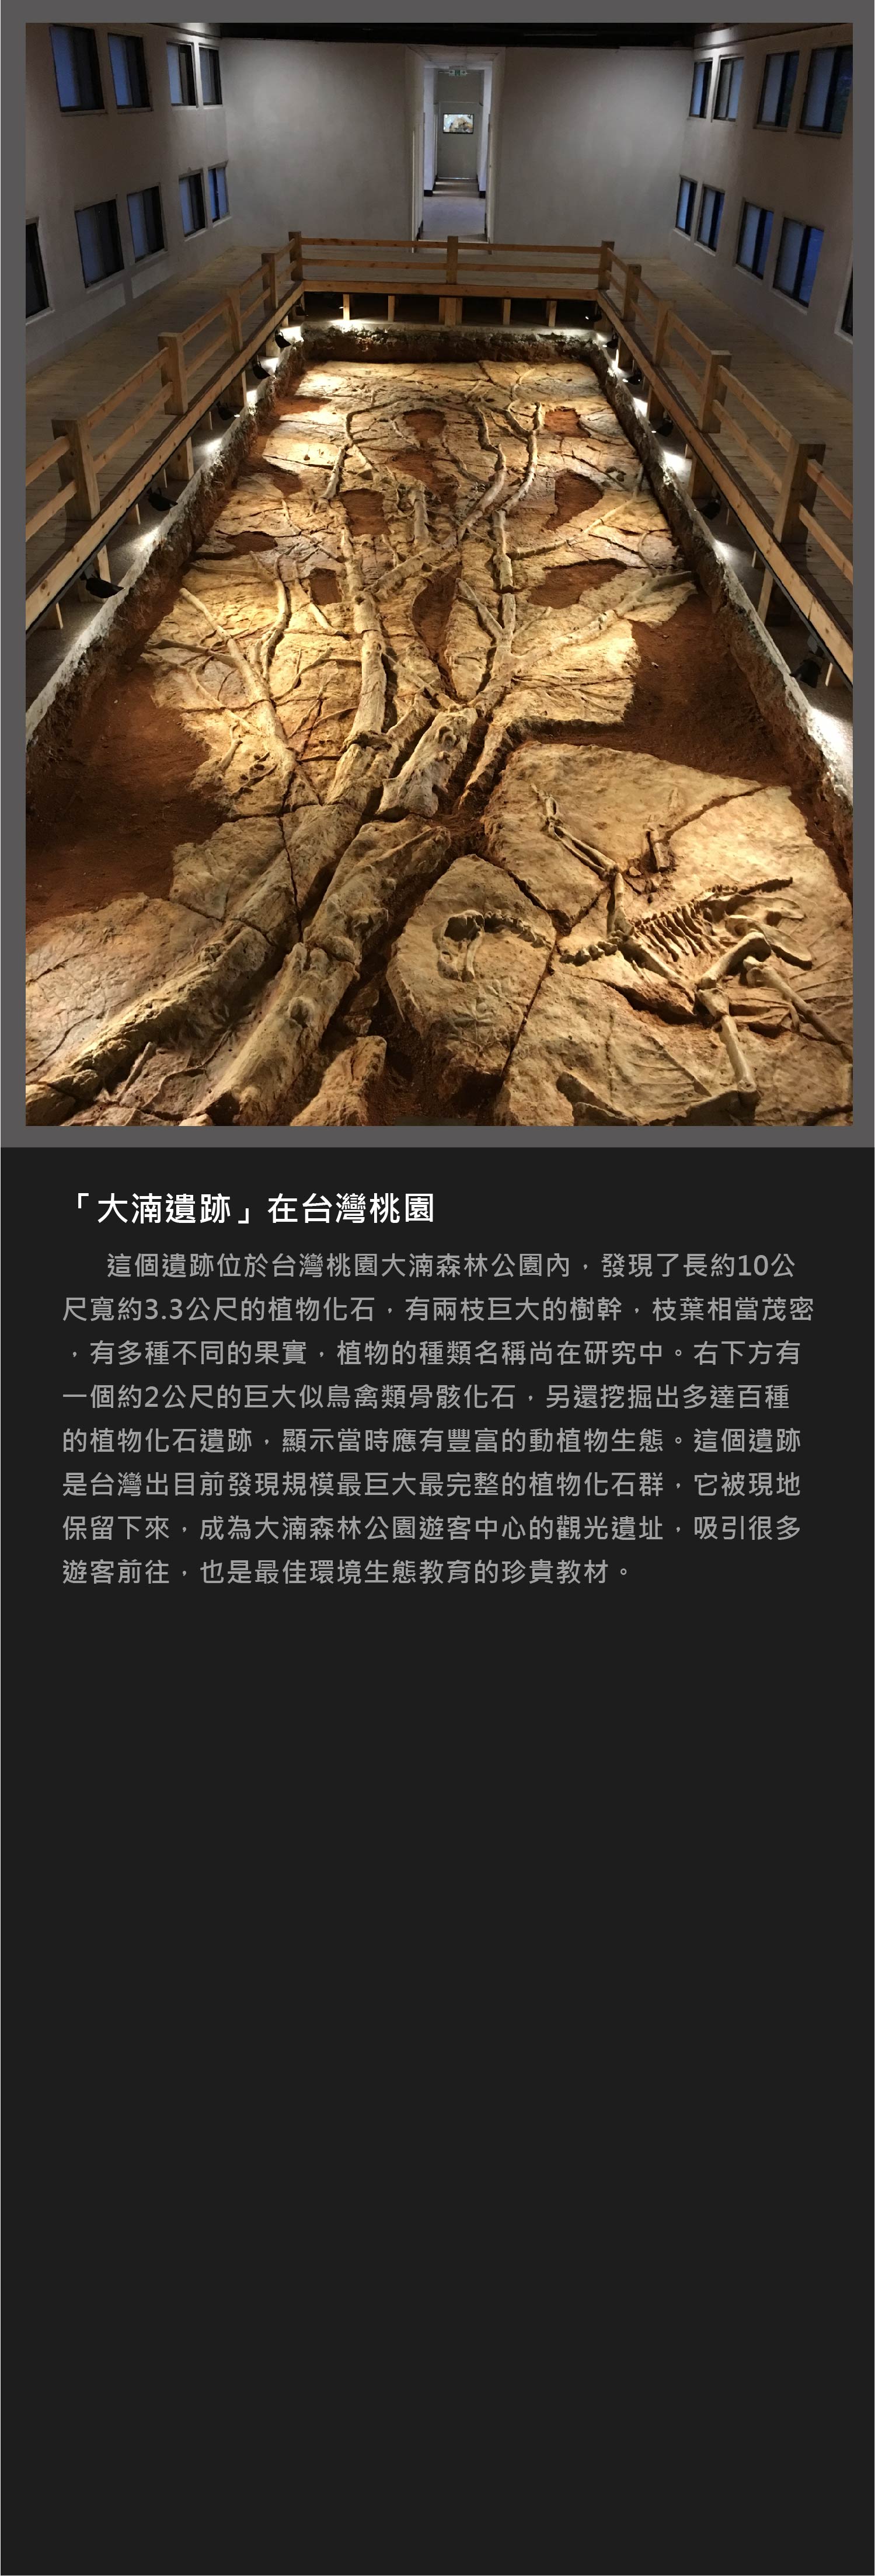 「大湳遺跡」在台灣桃園
這個遺跡位於台灣桃園大湳森林公園內，發現了長約10公
尺寬約3.3公尺的植物化石，有兩枝巨大的樹幹，枝葉相當茂密
，有多種不同的果實，植物的種類名稱尚在研究中。右下方有
一個約2公尺的巨大似鳥禽類骨骸化石，另還挖掘出多達百種
的植物化石遺跡，顯示當時應有豐富的動植物生態。這個遺跡
是台灣出目前發現規模最巨大最完整的植物化石群，它被現地
保留下來，成為大湳森林公園遊客中心的觀光遺址，吸引很多
遊客前往，也是最佳環境生態教育的珍貴教材。